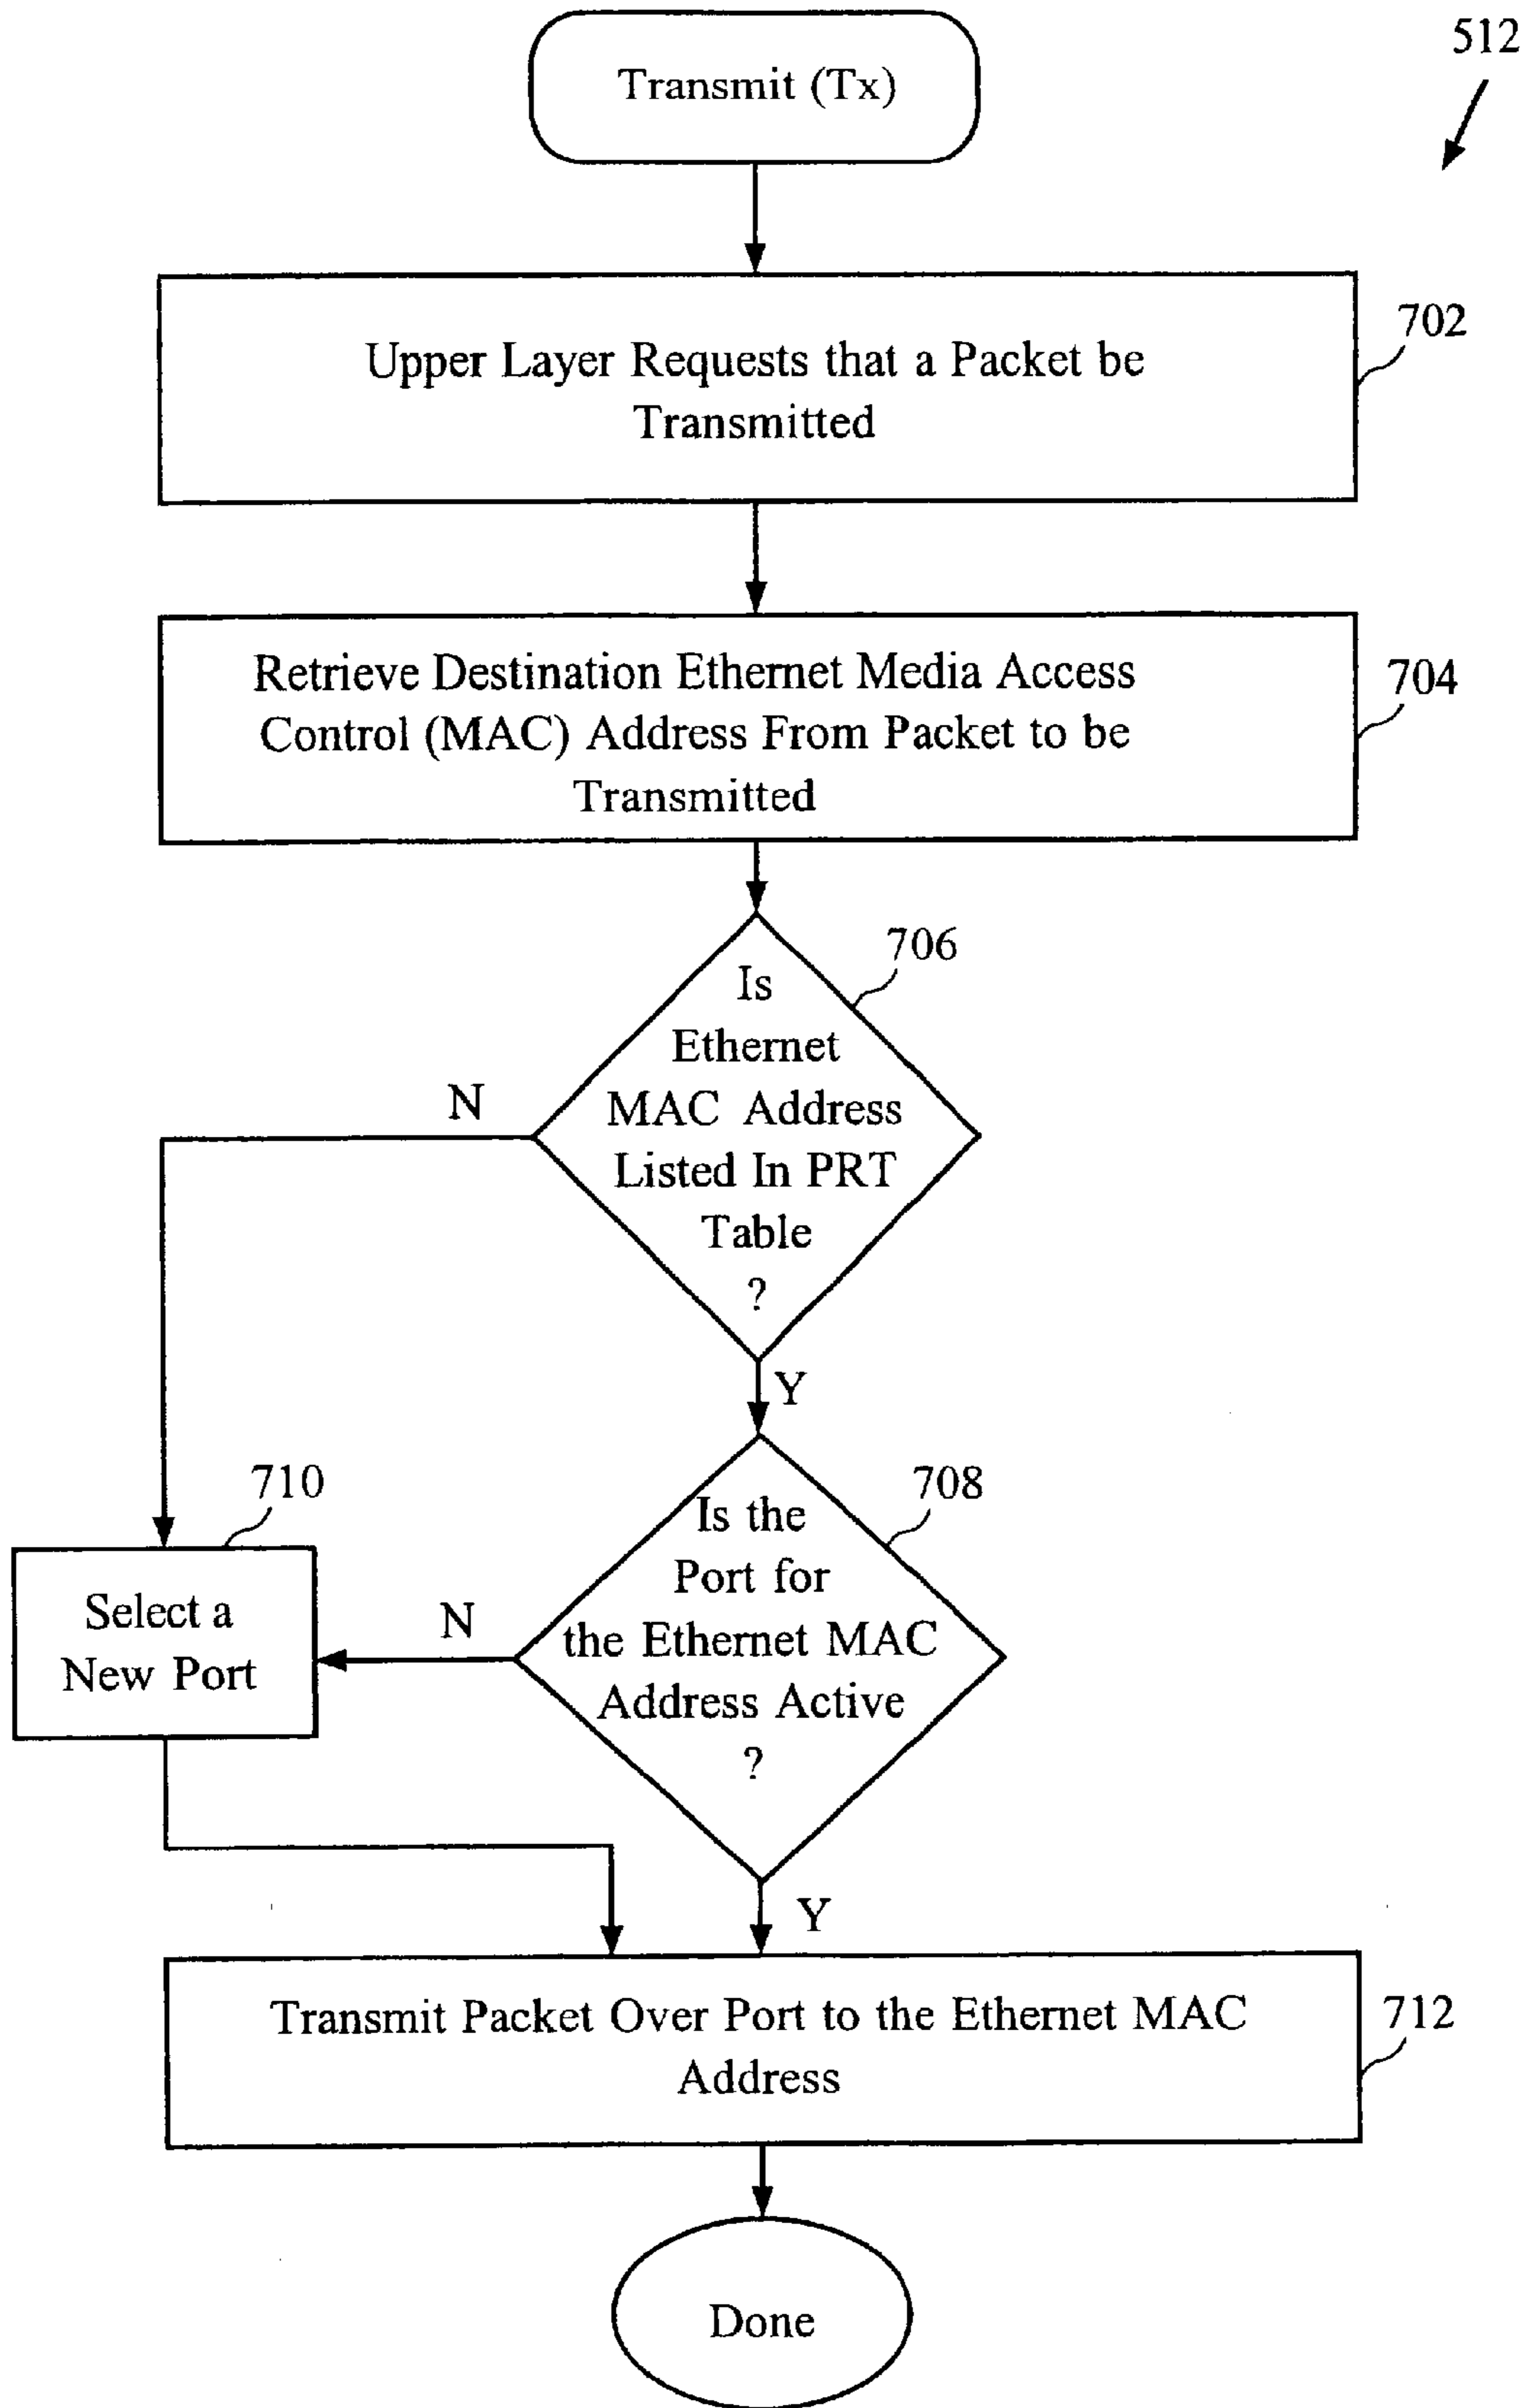 512
Transmit (Tx)
702
Upper Layer Requests that a Packet be
Transmitted
704
Retrieve Destination Ethernet Media Access
Control (MAC) Address From Packet to be
Transmitted
706
Is
Ethernet
MAC Address
Listed In PRT
Table
?
N
Y
710
Select a
New Port
708
Is the
Port for
the Ethernet MAC
Address Active
?
N
Y
712
Transmit Packet Over Port to the Ethernet MAC
Address
Done